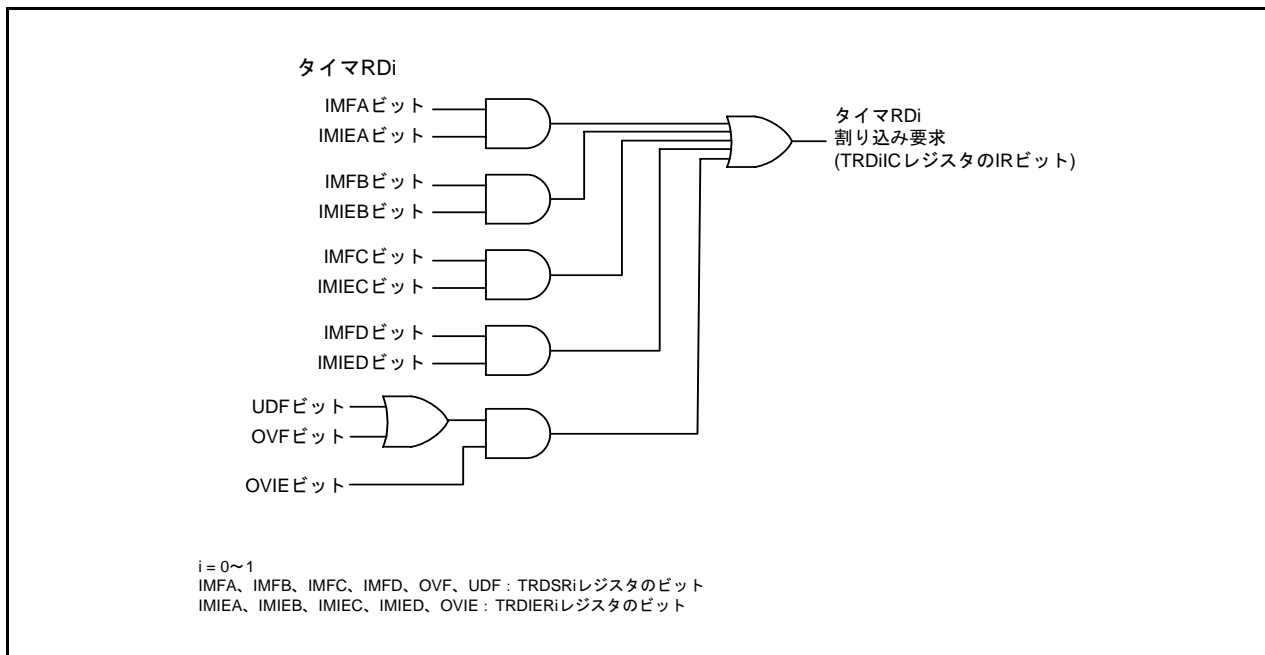 タイマRDi
IMFAビット
IMIEAビット
IMFBビット
IMIEBビット
IMFCビット
IMIECビット
IMFDビット
IMIEDビット
UDFビット
OVFビット
OVIEビット
タイマRDi
割り込み要求
(TRDiICレジスタのIRビット)
i = 0~1
IMFA、IMFB、IMFC、IMFD、OVF、UDF：TRDSRiレジスタのビット
IMIEA、IMIEB、IMIEC、IMIED、OVIE：TRDIERiレジスタのビット